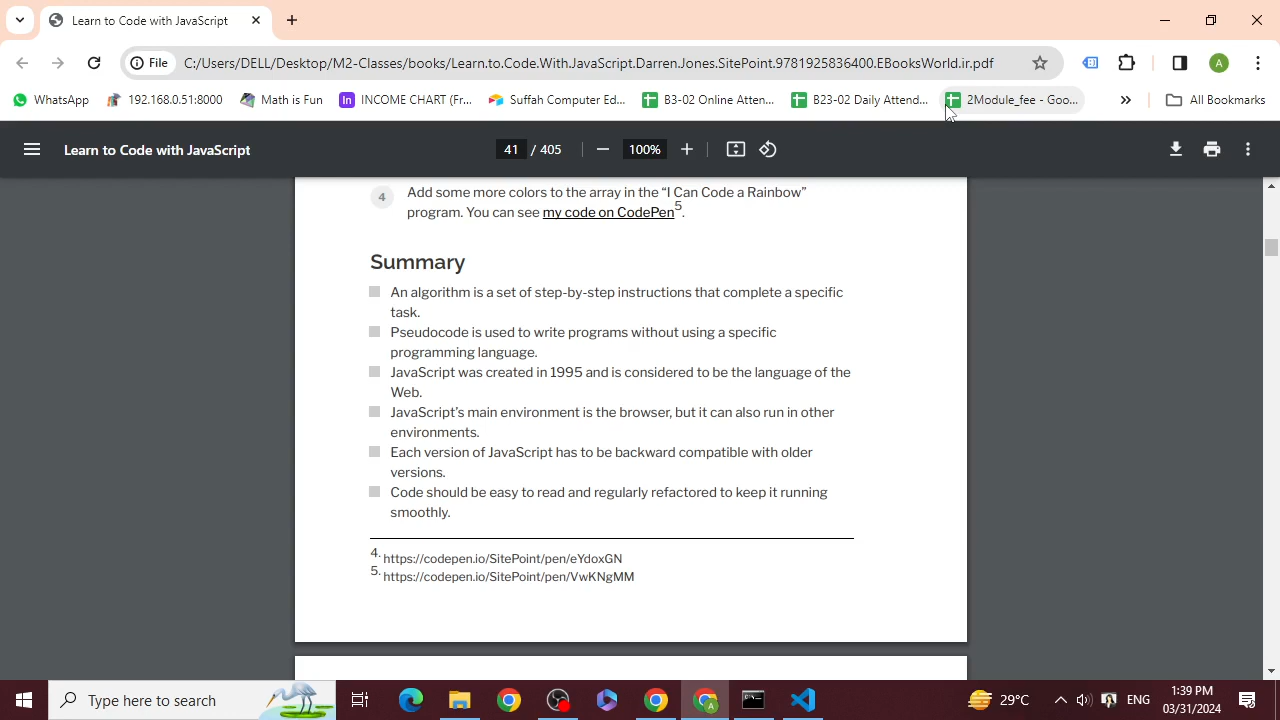 Learn to Code with JavaScript
File C:/Users/DELL/Desktop/M2-Classes/books/Learn.to.Code.With.JavaScript.Darren.Jones.SitePoint.9781925836400.EBooksWorld.ir.pdf A
WhatsApp 192.168.0.51:8000 Math is Fun In INCOME CHART (Fr... Suffah Computer Ed... B3-02 Online Atten... B23-02 Daily Attend... 2Module_fee - Goo... » All Bookmarks
Learn to Code with JavaScript 41 / 405 100%
4 Add some more colors to the array in the “I Can Code a Rainbow”
program. You can see my code on CodePen5.
Summary
An algorithm is a set of step-by-step instructions that complete a specific
task.
Pseudocode is used to write programs without using a specific
programming language.
JavaScript was created in 1995 and is considered to be the language of the
Web.
JavaScript’s main environment is the browser, but it can also run in other
environments.
Each version of JavaScript has to be backward compatible with older
versions.
Code should be easy to read and regularly refactored to keep it running
smoothly.
4. https://codepen.io/SitePoint/pen/eYdoxGN
5. https://codepen.io/SitePoint/pen/VwKNgMM
Type here to search A 29°C ENG 1:39 PM
03/31/2024